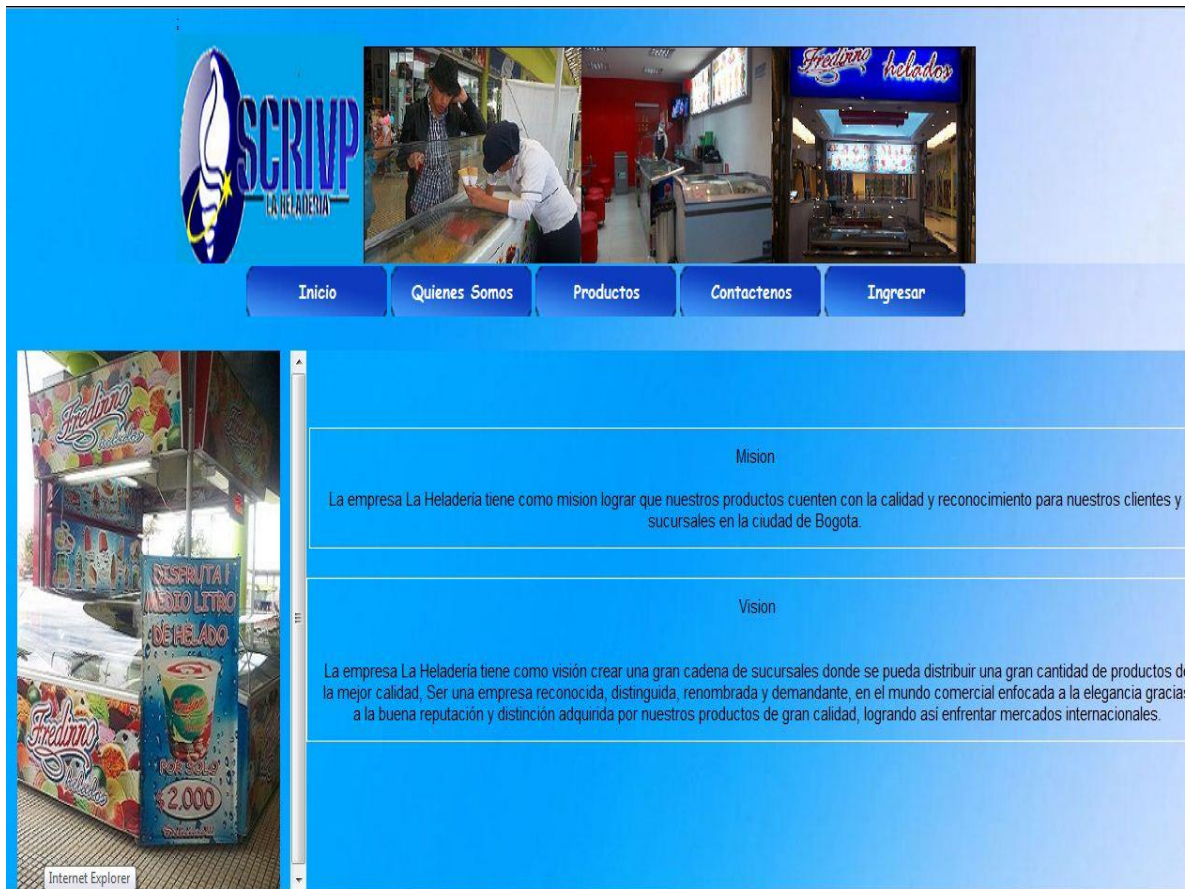 SCRIVP
LA HELADERIA
Fredinno helados
Inicio
Quienes Somos
Productos
Contactenos
Ingresar
Fredinno
helados
DISFRUTA !
MEDIO LITRO
DE HELADO
Fredinno
POR SOLO
$ 2.000
Fredinno
helados
Mision
La empresa La Heladería tiene como mision lograr que nuestros productos cuenten con la calidad y reconocimiento para nuestros clientes y
sucursales en la ciudad de Bogota.
Vision
La empresa La Heladería tiene como visión crear una gran cadena de sucursales donde se pueda distribuir una gran cantidad de productos de
la mejor calidad, Ser una empresa reconocida, distinguida, renombrada y demandante, en el mundo comercial enfocada a la elegancia gracias
a la buena reputación y distinción adquirida por nuestros productos de gran calidad, logrando así enfrentar mercados internacionales.
Internet Explorer